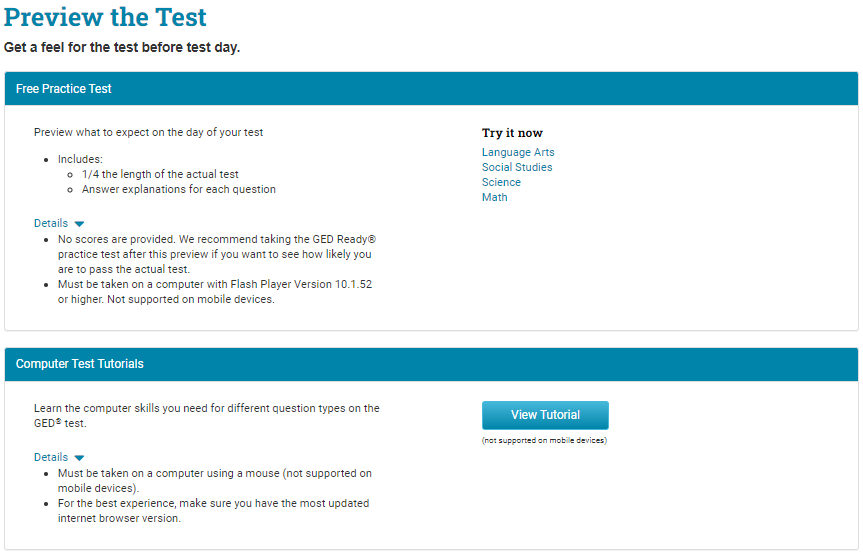 Preview the Test
Get a feel for the test before test day.
Free Practice Test
Preview what to expect on the day of your test
Includes:
1/4 the length of the actual test
Answer explanations for each question
Details
No scores are provided. We recommend taking the GED Ready®
practice test after this preview if you want to see how likely you
are to pass the actual test.
Must be taken on a computer with Flash Player Version 10.1.52
or higher. Not supported on mobile devices.
Try it now
Language Arts
Social Studies
Science
Math
Computer Test Tutorials
Learn the computer skills you need for different question types on the
GED® test.
Details
Must be taken on a computer using a mouse (not supported on
mobile devices).
For the best experience, make sure you have the most updated
internet browser version.
View Tutorial
(not supported on mobile devices)